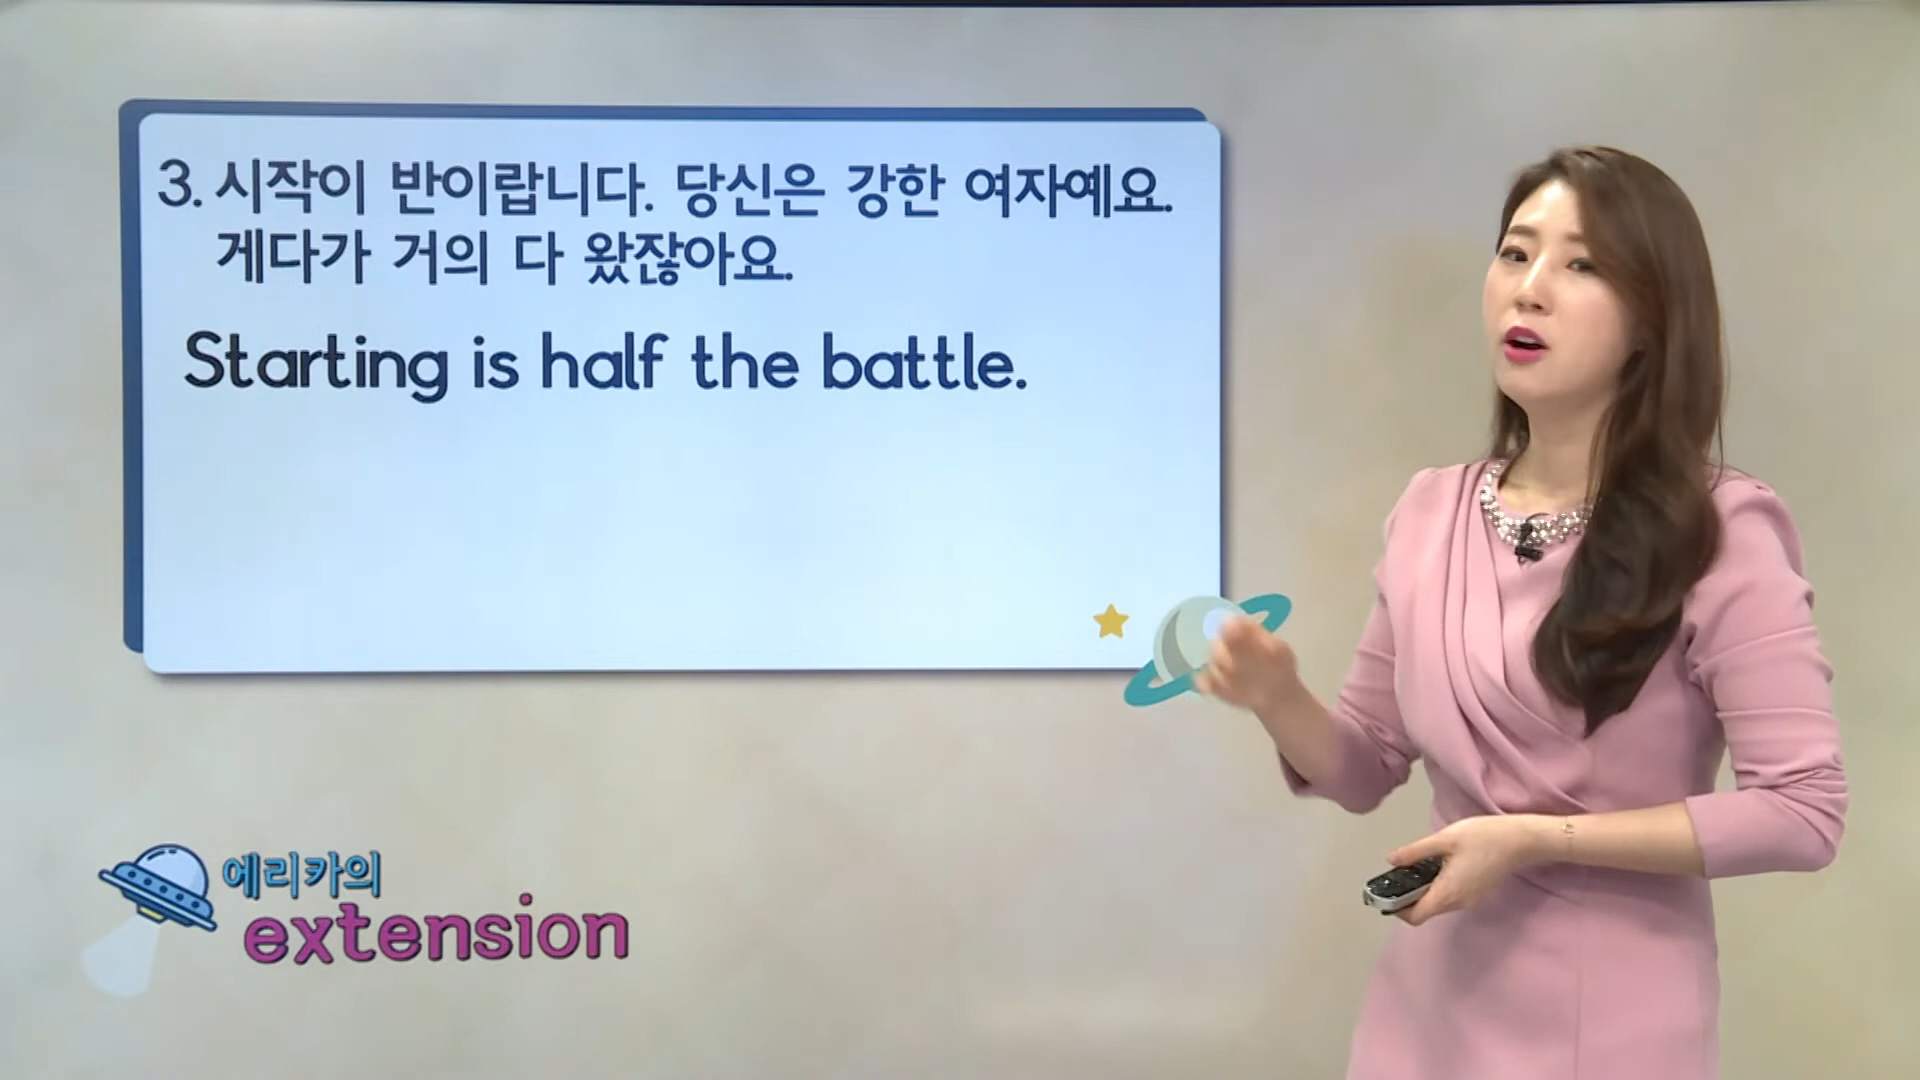 3. 시작이 반이랍니다. 당신은 강한 여자예요.
게다가 거의 다 왔잖아요.
Starting is half the battle.
에리카의
extension